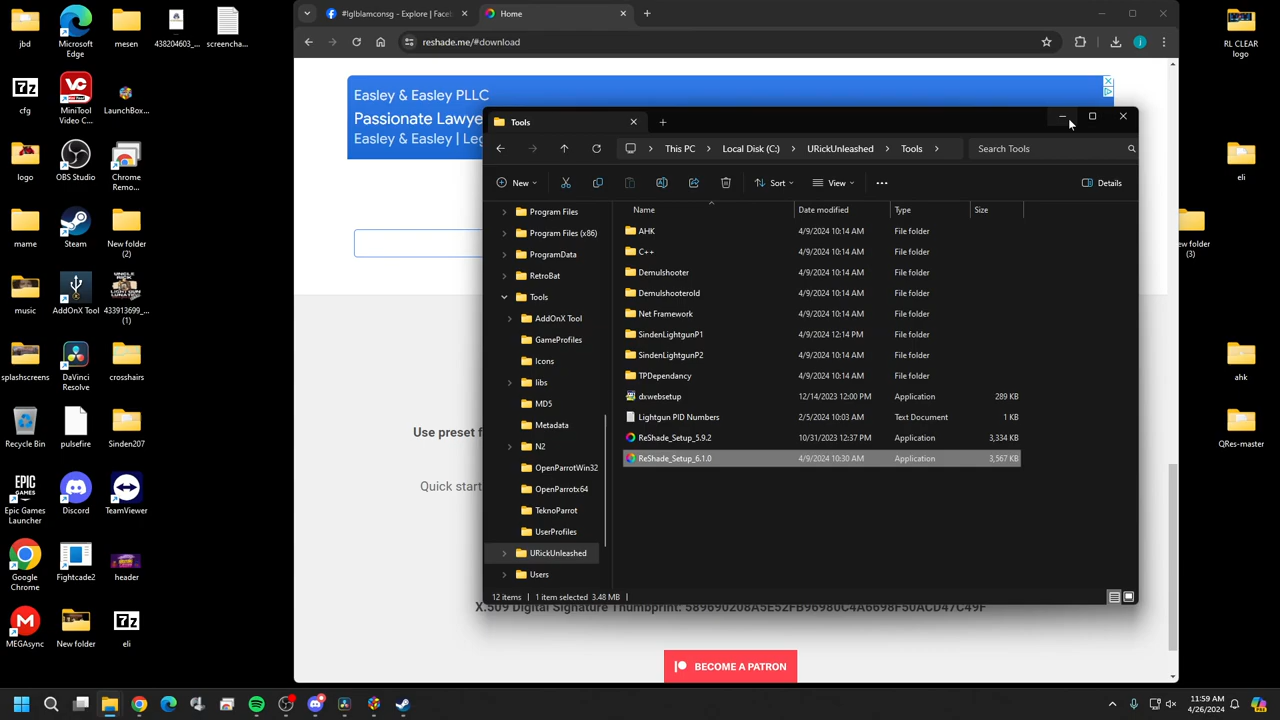 jbd
Microsoft
Edge
mesen
438204603_...
screencha...
cfg
MiniTool
Video C...
LaunchBox...
logo
OBS Studio
Chrome
Remo...
mame
Steam
New folder
(2)
music
AddOnX Tool
433913699_...
(1)
splashscreens
DaVinci
Resolve
crosshairs
Recycle Bin
pulsefire
Sinden207
Epic Games
Launcher
Discord
TeamViewer
Google
Chrome
Fightcade2
header
MEGAsync
New folder
eli
#lglblamconsg - Explore | Faceb
Home
reshade.me/#download
Easley & Easley PLLC
Passionate Lawye
Easley & Easley | Leg
Use preset f
Quick start
X.509 Digital Signature Thumbprint: 589690208A5E52FB96980C4A6698F50ACD47C49F
BECOME A PATRON
Tools
This PC > Local Disk (C:) > URickUnleashed > Tools >
Search Tools
New
Sort
View
Details
Program Files
Program Files (x86)
ProgramData
RetroBat
Tools
AddOnX Tool
GameProfiles
Icons
libs
MD5
Metadata
N2
OpenParrotWin32
OpenParrotx64
TeknoParrot
UserProfiles
URickUnleashed
Users
Name Date modified Type Size
AHK 4/9/2024 10:14 AM File folder
C++ 4/9/2024 10:14 AM File folder
Demulshooter 4/9/2024 10:14 AM File folder
Demulshooterold 4/9/2024 10:14 AM File folder
Net Framework 4/9/2024 10:14 AM File folder
SindenLightgunP1 4/9/2024 12:14 PM File folder
SindenLightgunP2 4/9/2024 10:14 AM File folder
TPDependancy 4/9/2024 10:14 AM File folder
dxwebsetup 12/14/2023 12:00 PM Application 289 KB
Lightgun PID Numbers 2/5/2024 10:03 AM Text Document 1 KB
ReShade_Setup_5.9.2 10/31/2023 12:37 PM Application 3,334 KB
ReShade_Setup_6.1.0 4/9/2024 10:30 AM Application 3,567 KB
12 items 1 item selected 3.48 MB
RL CLEAR
logo
eli
ew folder
(3)
ahk
QRes-master
11:59 AM
4/26/2024